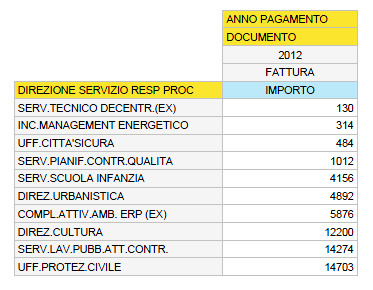 ANNO PAGAMENTO
DOCUMENTO
2012
FATTURA
DIREZIONE SERVIZIO RESP PROC IMPORTO
SERV.TECNICO DECENTR.(EX) 130
INC.MANAGEMENT ENERGETICO 314
UFF.CITTA'SICURA 484
SERV.PIANIF.CONTR.QUALITA 1012
SERV.SCUOLA INFANZIA 4156
DIREZ.URBANISTICA 4892
COMPL.ATTIV.AMB. ERP (EX) 5876
DIREZ.CULTURA 12200
SERV.LAV.PUBB.ATT.CONTR. 14274
UFF.PROTEZ.CIVILE 14703